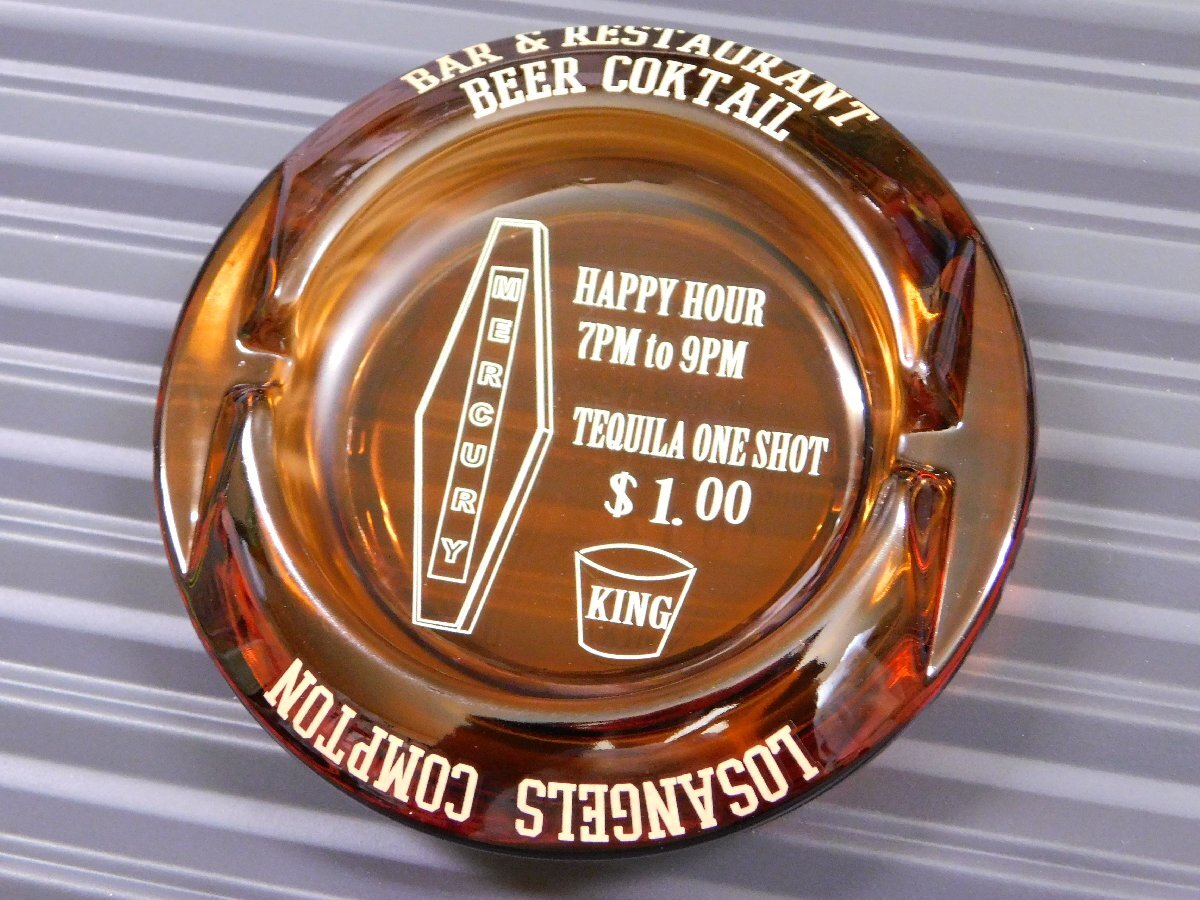 BAR & RESTAURANT
BEER COKTAIL
MERCURY
HAPPY HOUR
7PM to 9PM
TEQUILA ONE SHOT
$ 1.00
KING
LOSANGELS COMPTON